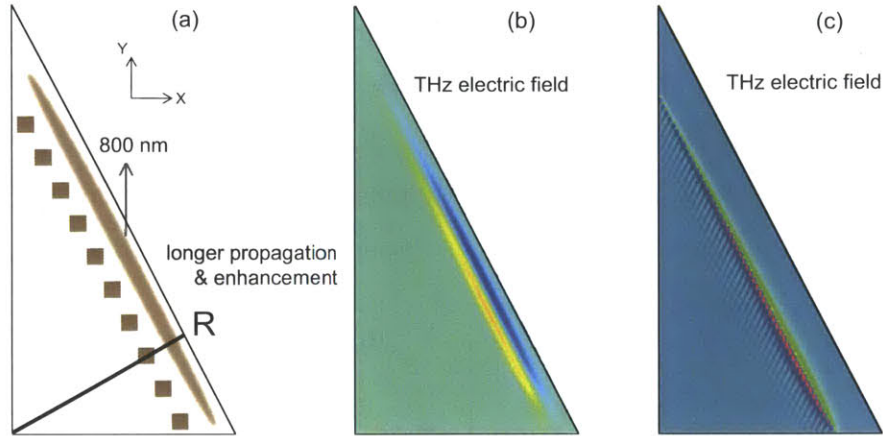 (a)
Y
X
800 nm
longer propagation
& enhancement
R
(b)
THz electric field
(c)
THz electric field